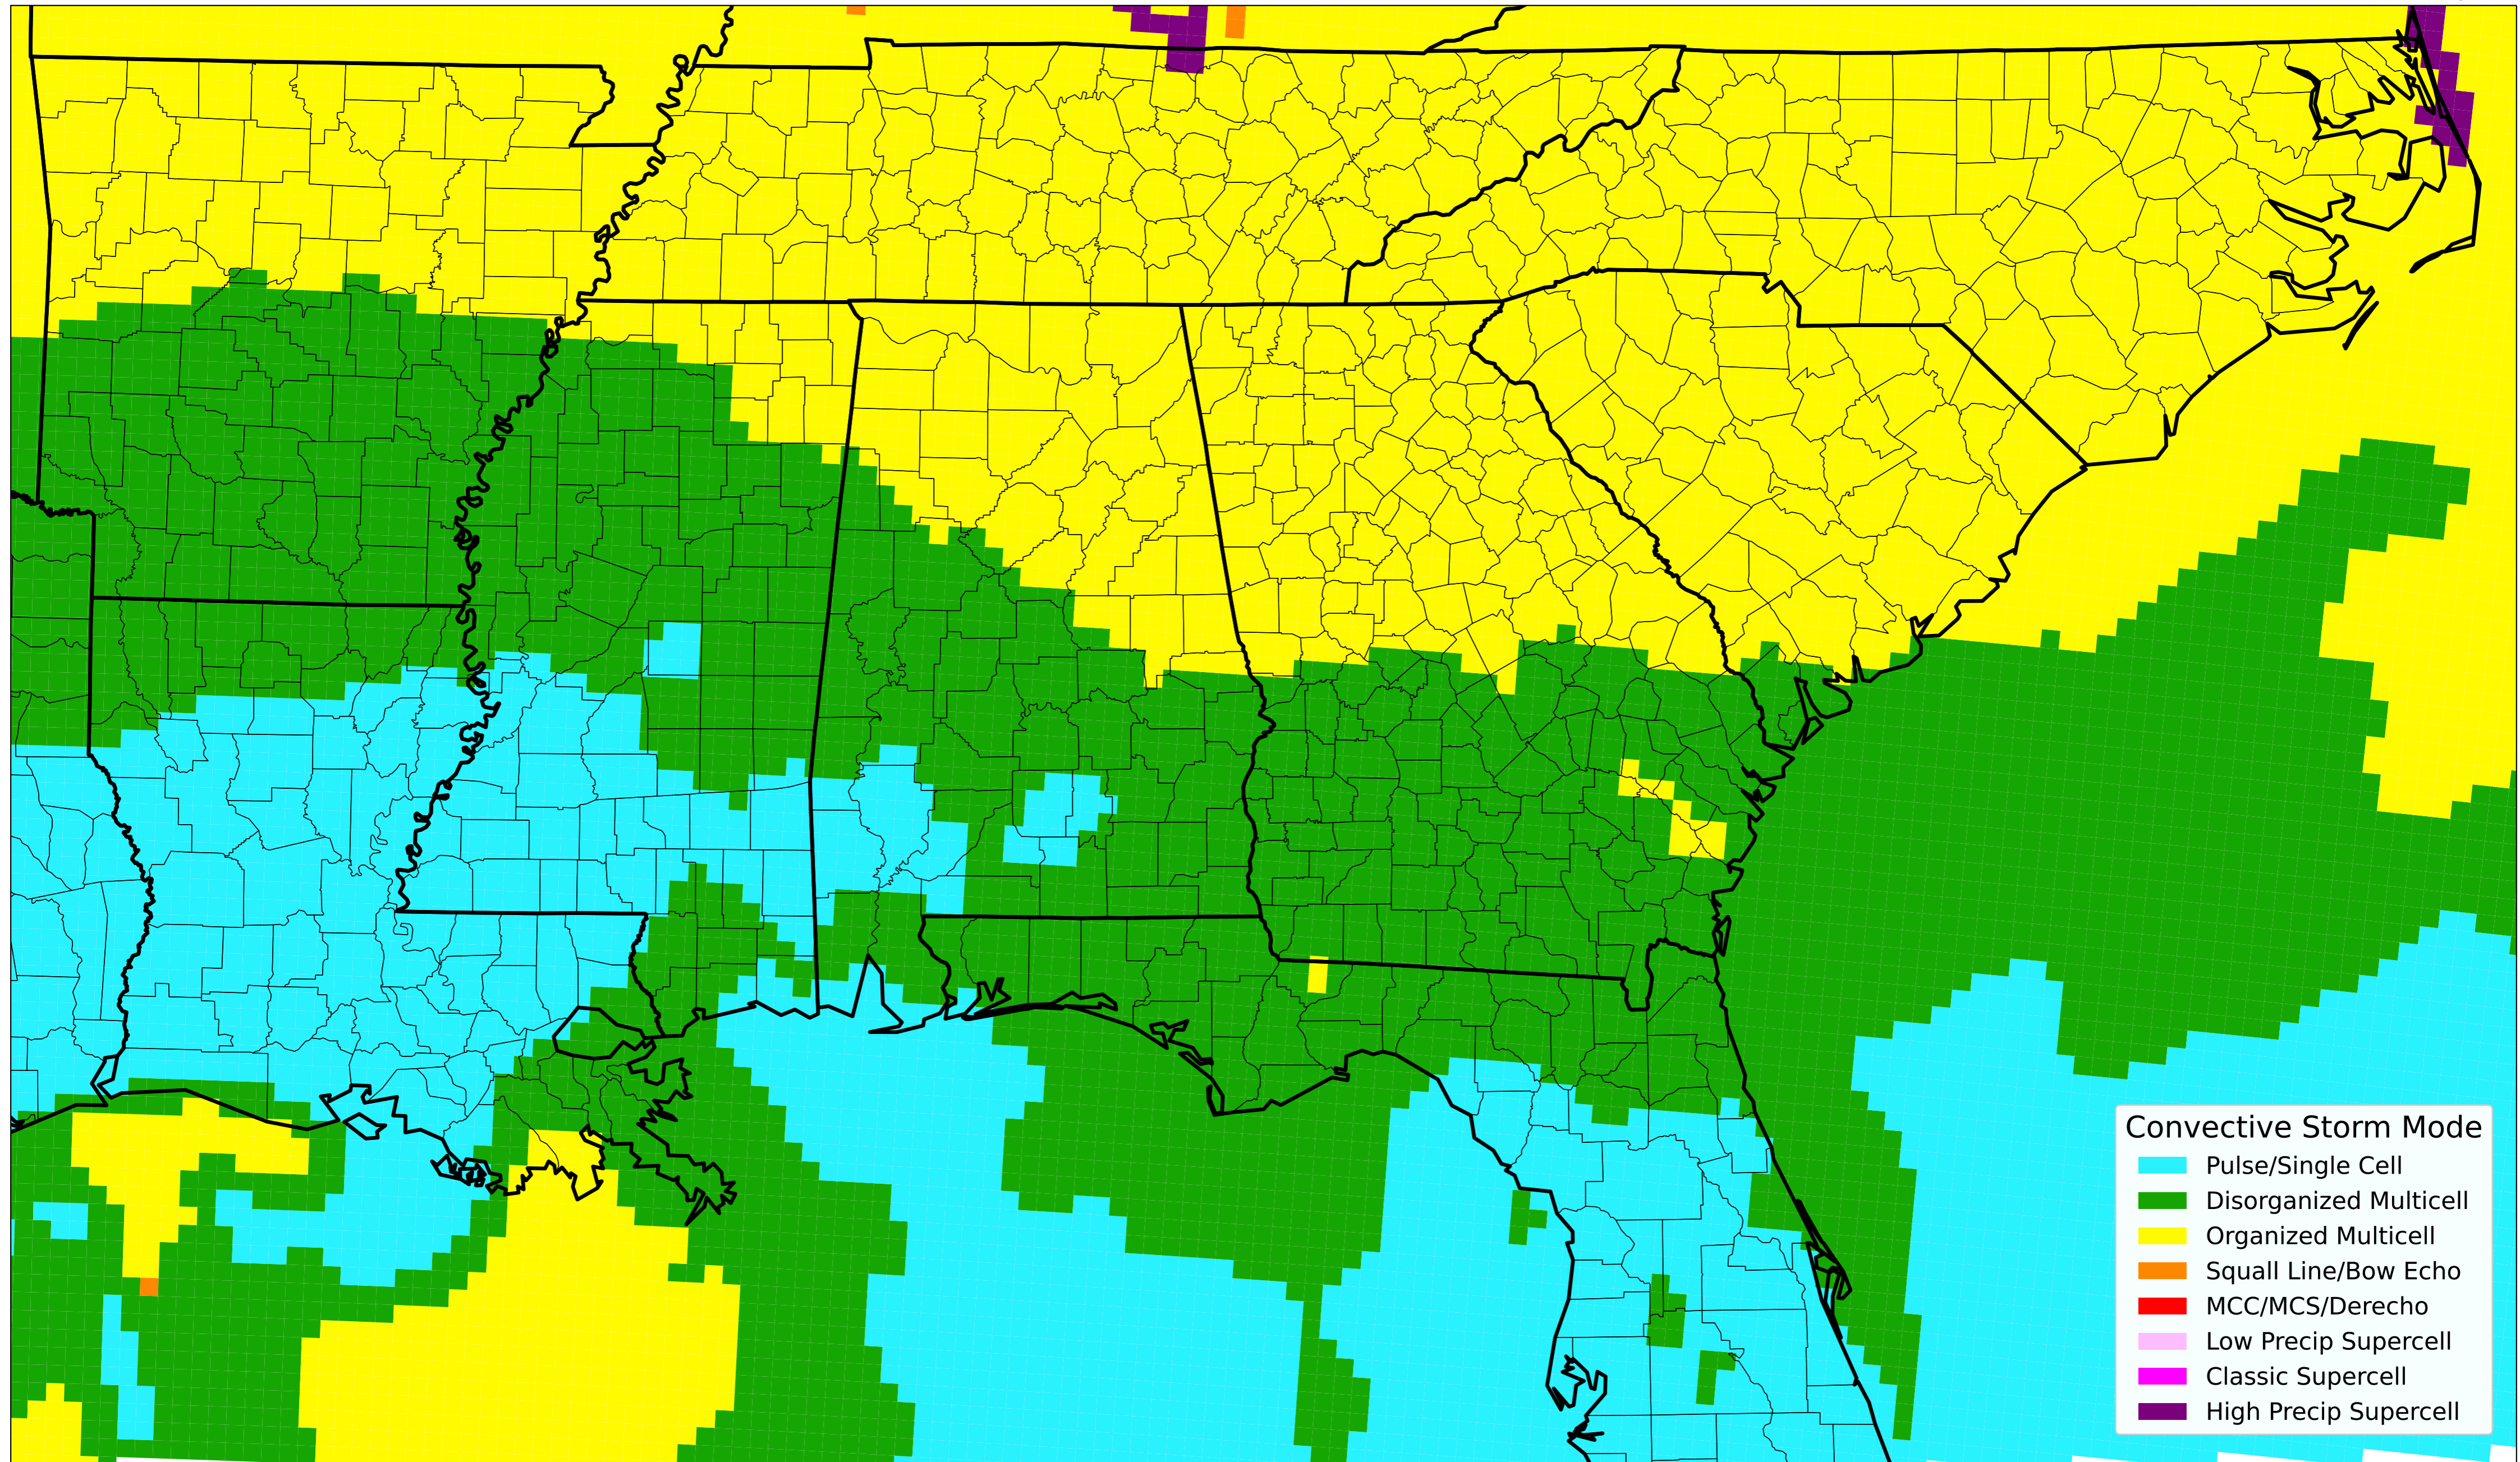 Convective Storm Mode
Pulse/Single Cell
Disorganized Multicell
Organized Multicell
Squall Line/Bow Echo
MCC/MCS/Derecho
Low Precip Supercell
Classic Supercell
High Precip Supercell